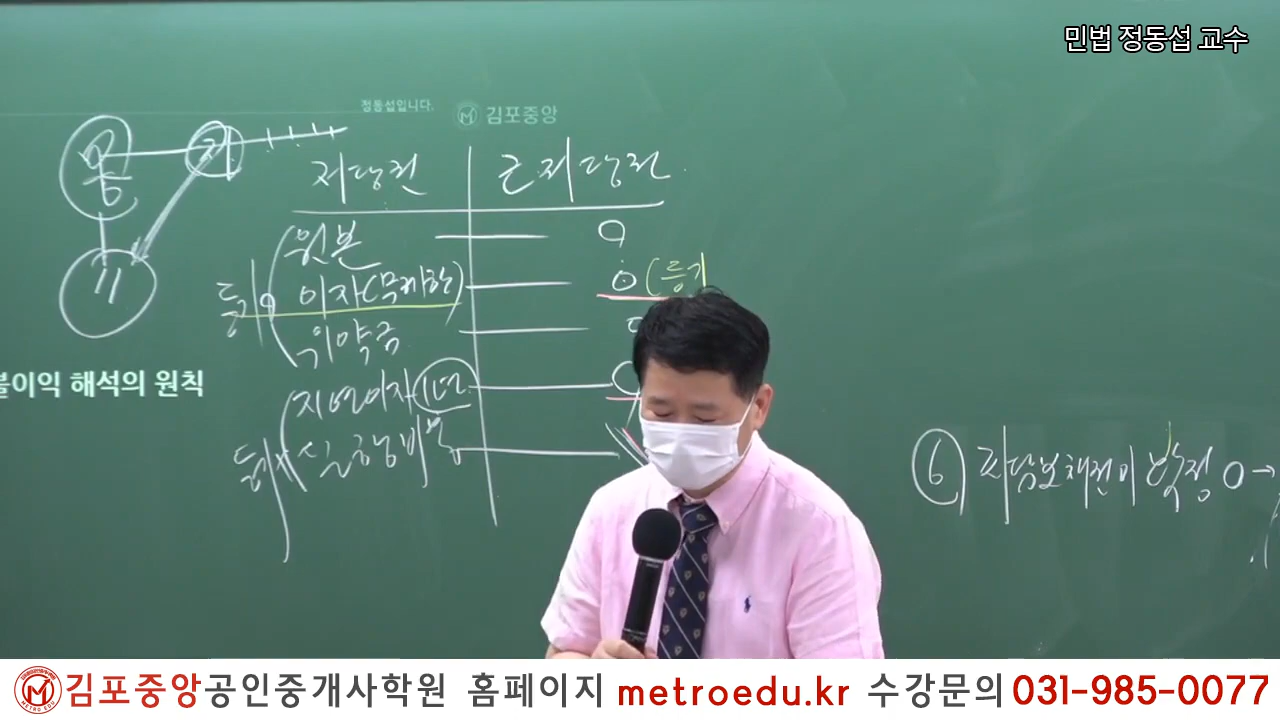 민법 정동섭 교수
정동섭입니다.
김포중앙
저당권 근저당권
원본
이자(무제한) (등기
위약금
불이익 해석의 원칙
지연이자 1년
실행비용
⑥ 피담보채권이 확정 O →
김포중앙공인중개사학원 홈페이지 metroedu.kr 수강문의 031-985-0077